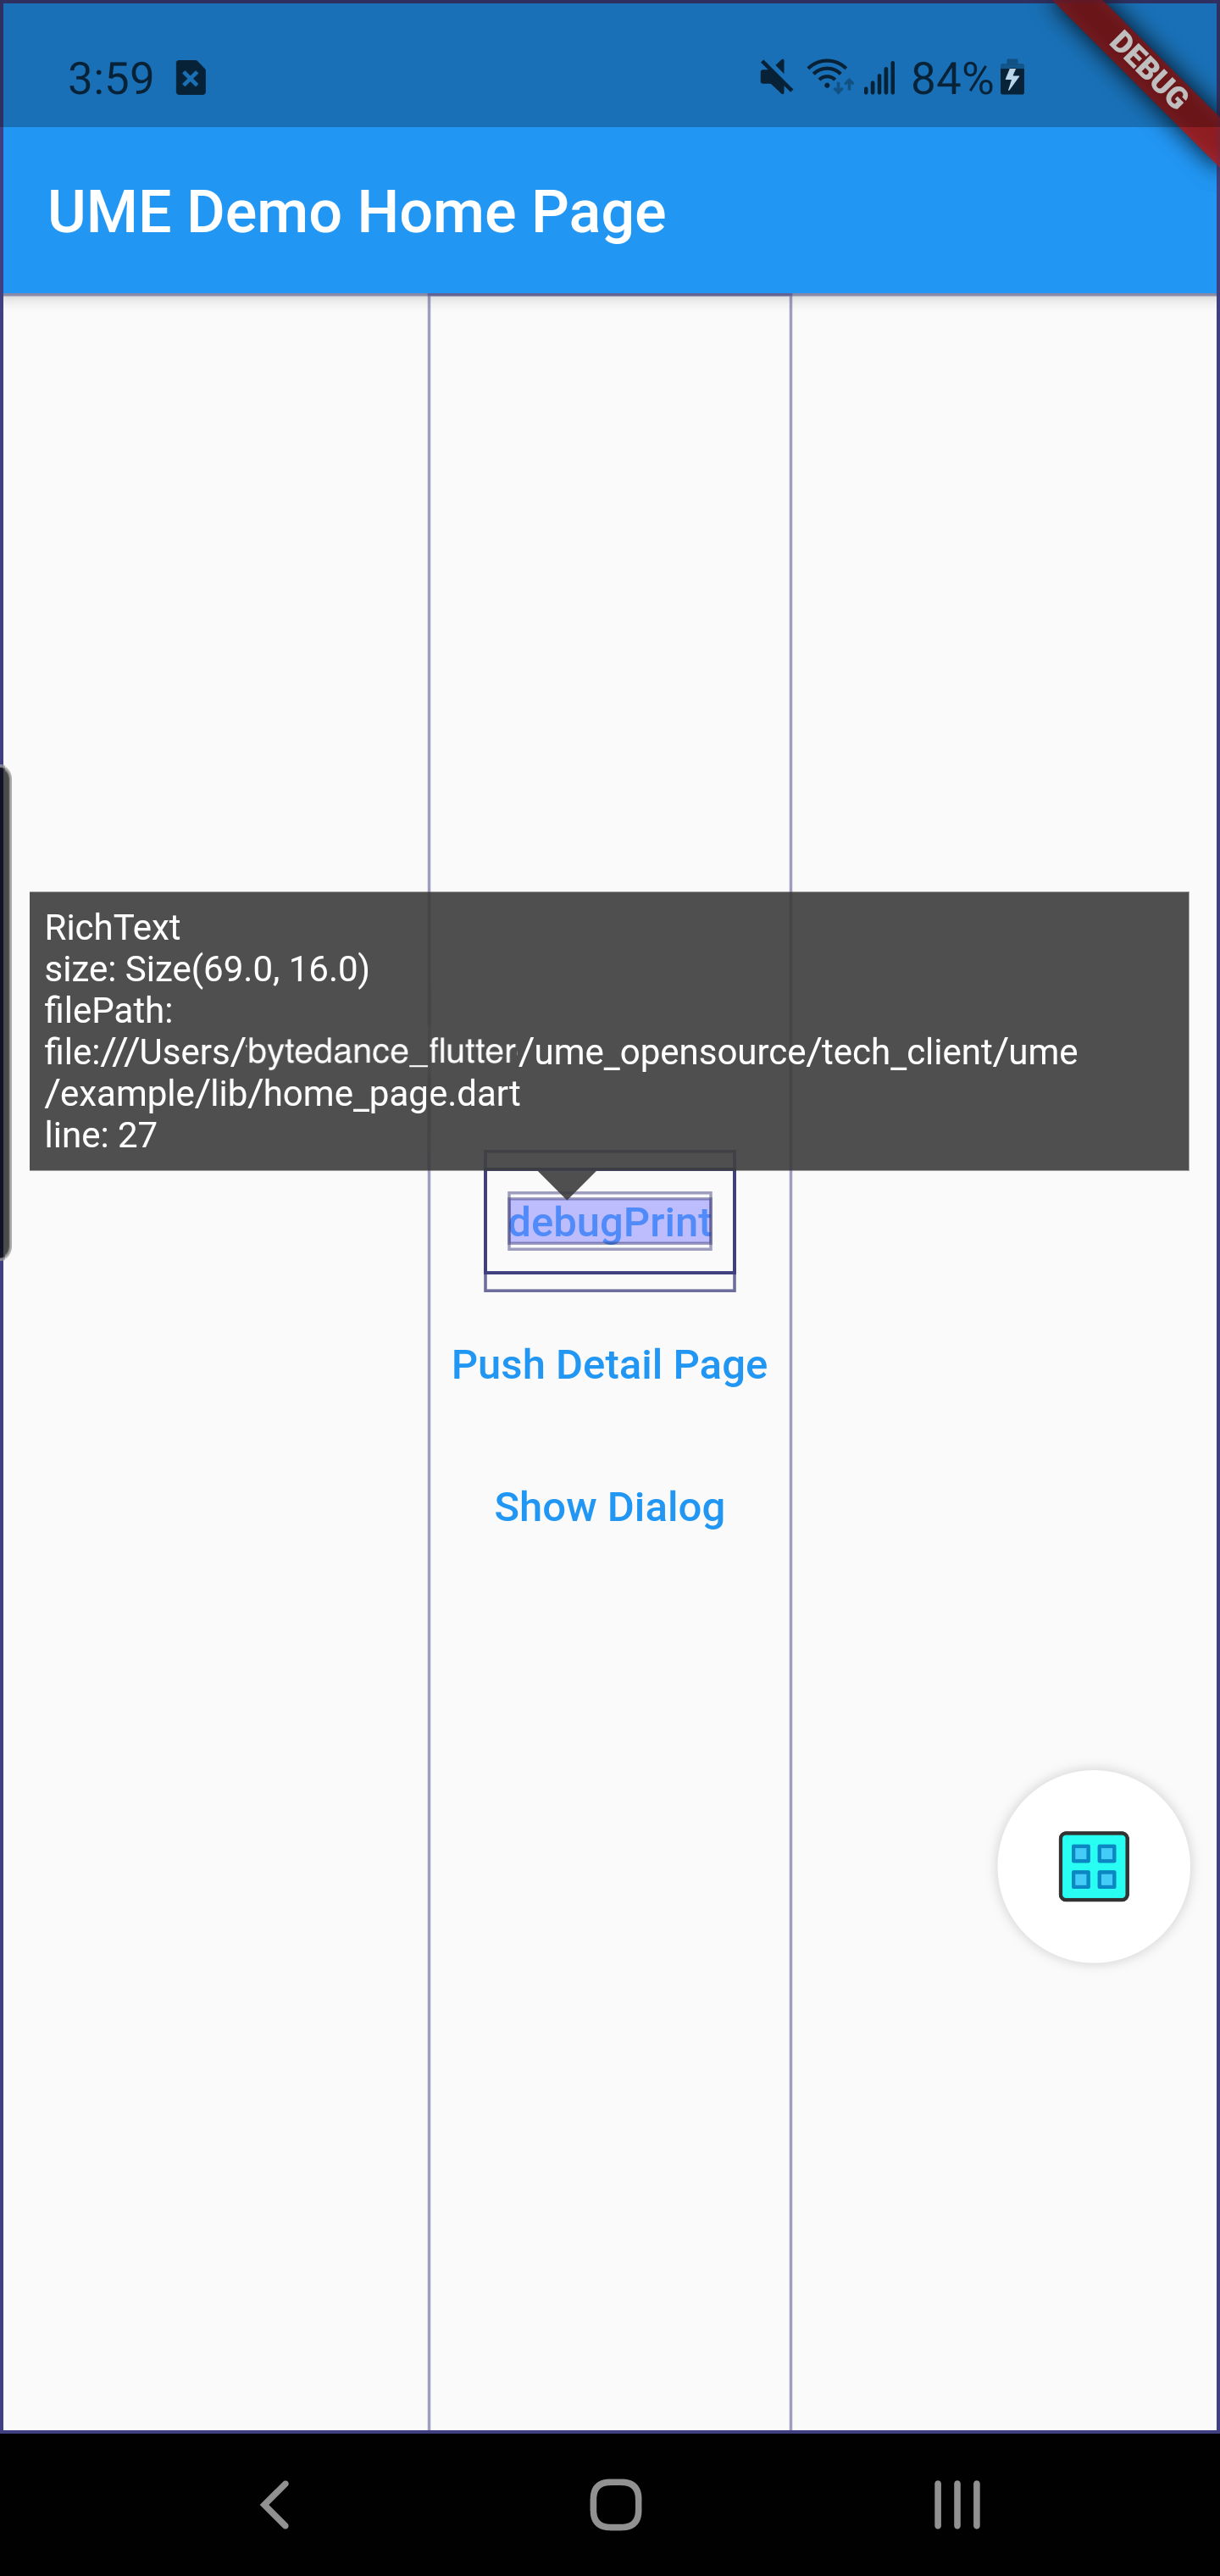 3:59
84%
DEBUG
UME Demo Home Page
RichText
size: Size(69.0, 16.0)
filePath:
file:///Users/bytedance_flutter/ume_opensource/tech_client/ume
/example/lib/home_page.dart
line: 27
debugPrint
Push Detail Page
Show Dialog